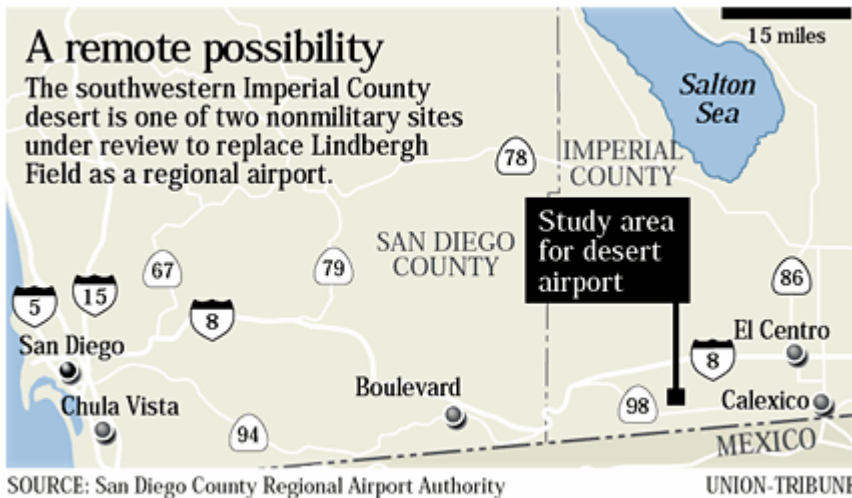 A remote possibility
The southwestern Imperial County
desert is one of two nonmilitary sites
under review to replace Lindbergh
Field as a regional airport.
15 miles
Salton
Sea
78
IMPERIAL
COUNTY
Study area
for desert
airport
SAN DIEGO
COUNTY
67
79
86
5
15
8
San Diego
El Centro
8
Boulevard
Chula Vista
98
Calexico
94
MEXICO
SOURCE: San Diego County Regional Airport Authority
UNION-TRIBUNE